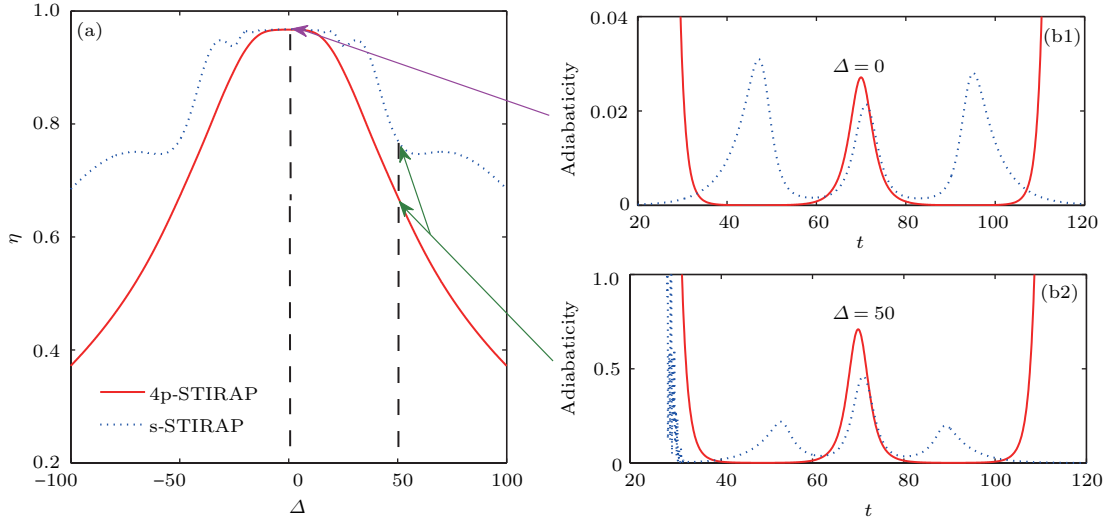 (a)
1.0
0.8
0.6
0.4
0.2
η
−100
−50
0
50
100
Δ
4p-STIRAP
s-STIRAP
(b1)
Δ = 0
0.04
0.02
0
Adiabaticity
20
40
60
80
100
120
t
(b2)
Δ = 50
1.0
0.5
0
Adiabaticity
20
40
60
80
100
120
t